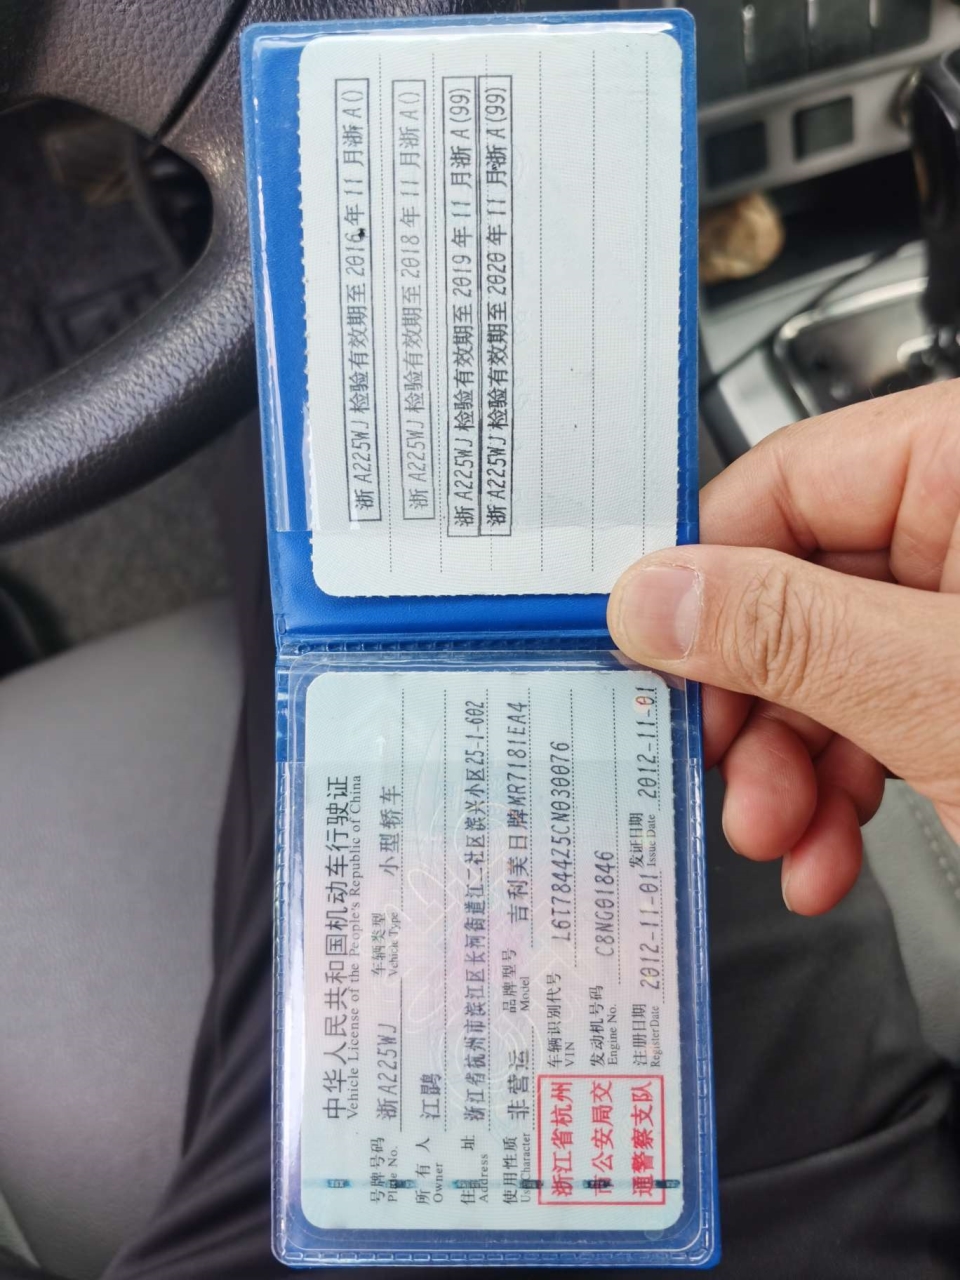 浙A225WJ检验有效期至2016年11月浙A()
浙A225WJ检验有效期至2018年11月浙A()
浙A225WJ检验有效期至2019年11月浙A(99)
浙A225WJ检验有效期至2020年11月浙A(99)
中华人民共和国机动车行驶证
Vehicle License of the People's Republic of China
号牌号码 浙A225WJ 车辆类型 小型轿车
Plate No. Vehicle Type
所有人 江鹛
Owner
住址 浙江省杭州市滨江区长河街道江二社区滨兴小区25-1-602
Address
使用性质 非营运 品牌型号 吉利美日牌MR7181EA4
Use Character Model
浙江省杭州
市公安局交
通警察支队
车辆识别代号 L6T7844Z5CN030076
VIN
发动机号码 C8NG01846
Engine No.
注册日期 2012-11-01 发证日期 2012-11-01
Register Date Issue Date